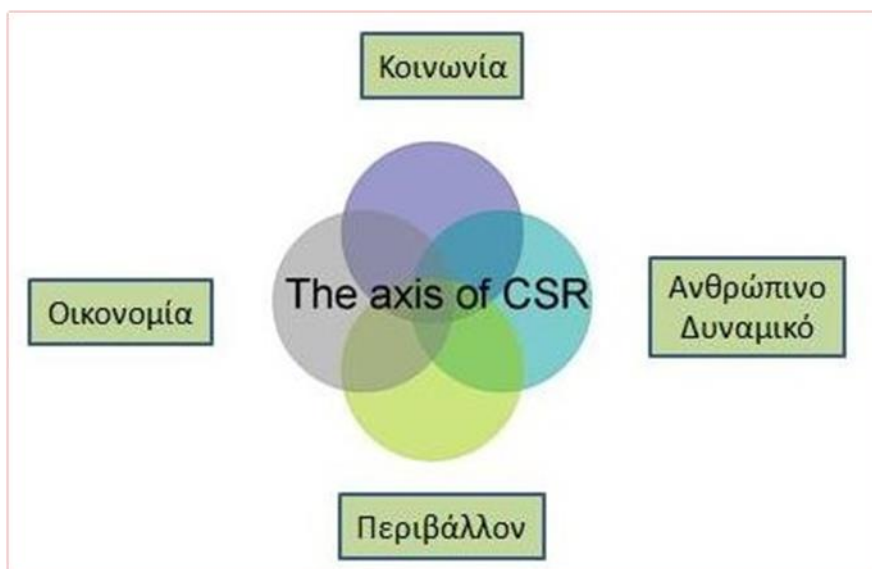 Κοινωνία
The axis of CSR
Οικονομία
Ανθρώπινο
Δυναμικό
Περιβάλλον